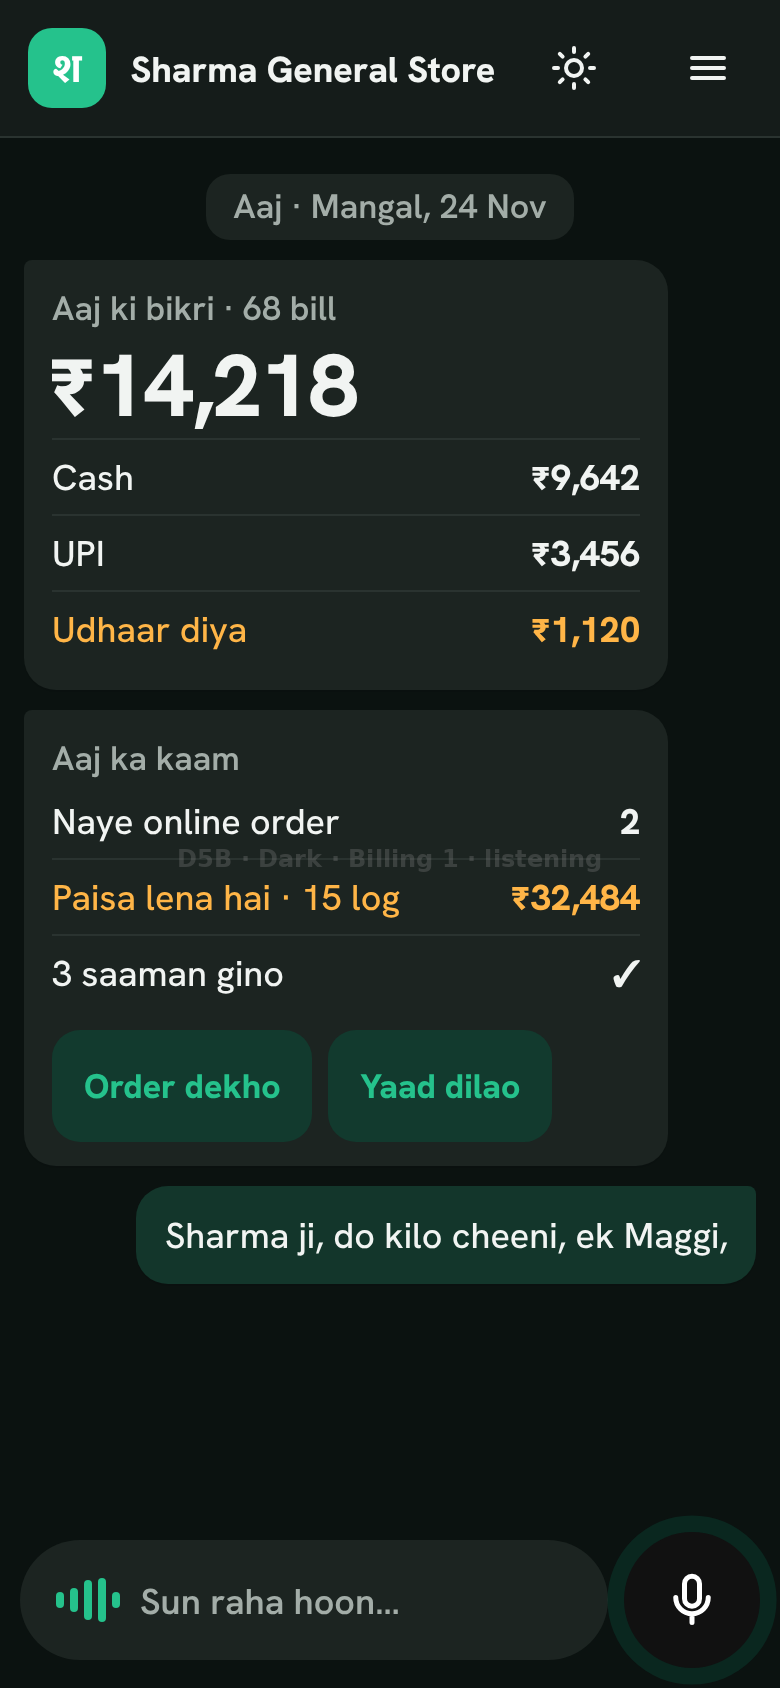 श
Sharma General Store
Aaj · Mangal, 24 Nov
Aaj ki bikri · 68 bill
₹14,218
Cash ₹9,642
UPI ₹3,456
Udhaar diya ₹1,120
Aaj ka kaam
Naye online order 2
D5B · Dark · Billing 1 · listening
Paisa lena hai · 15 log ₹32,484
3 saaman gino ✓
Order dekho Yaad dilao
Sharma ji, do kilo cheeni, ek Maggi,
Sun raha hoon...